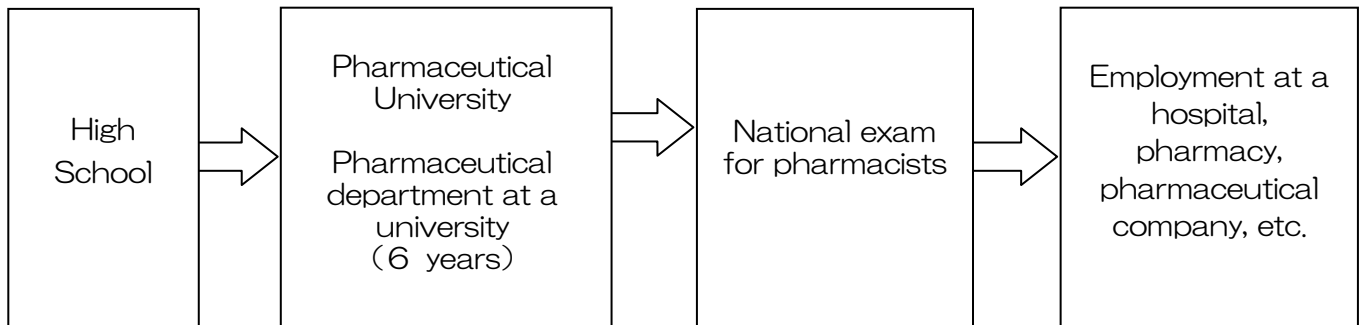 High
School
Pharmaceutical
University
Pharmaceutical
department at a
university
(6 years)
National exam
for pharmacists
Employment at a
hospital,
pharmacy,
pharmaceutical
company, etc.